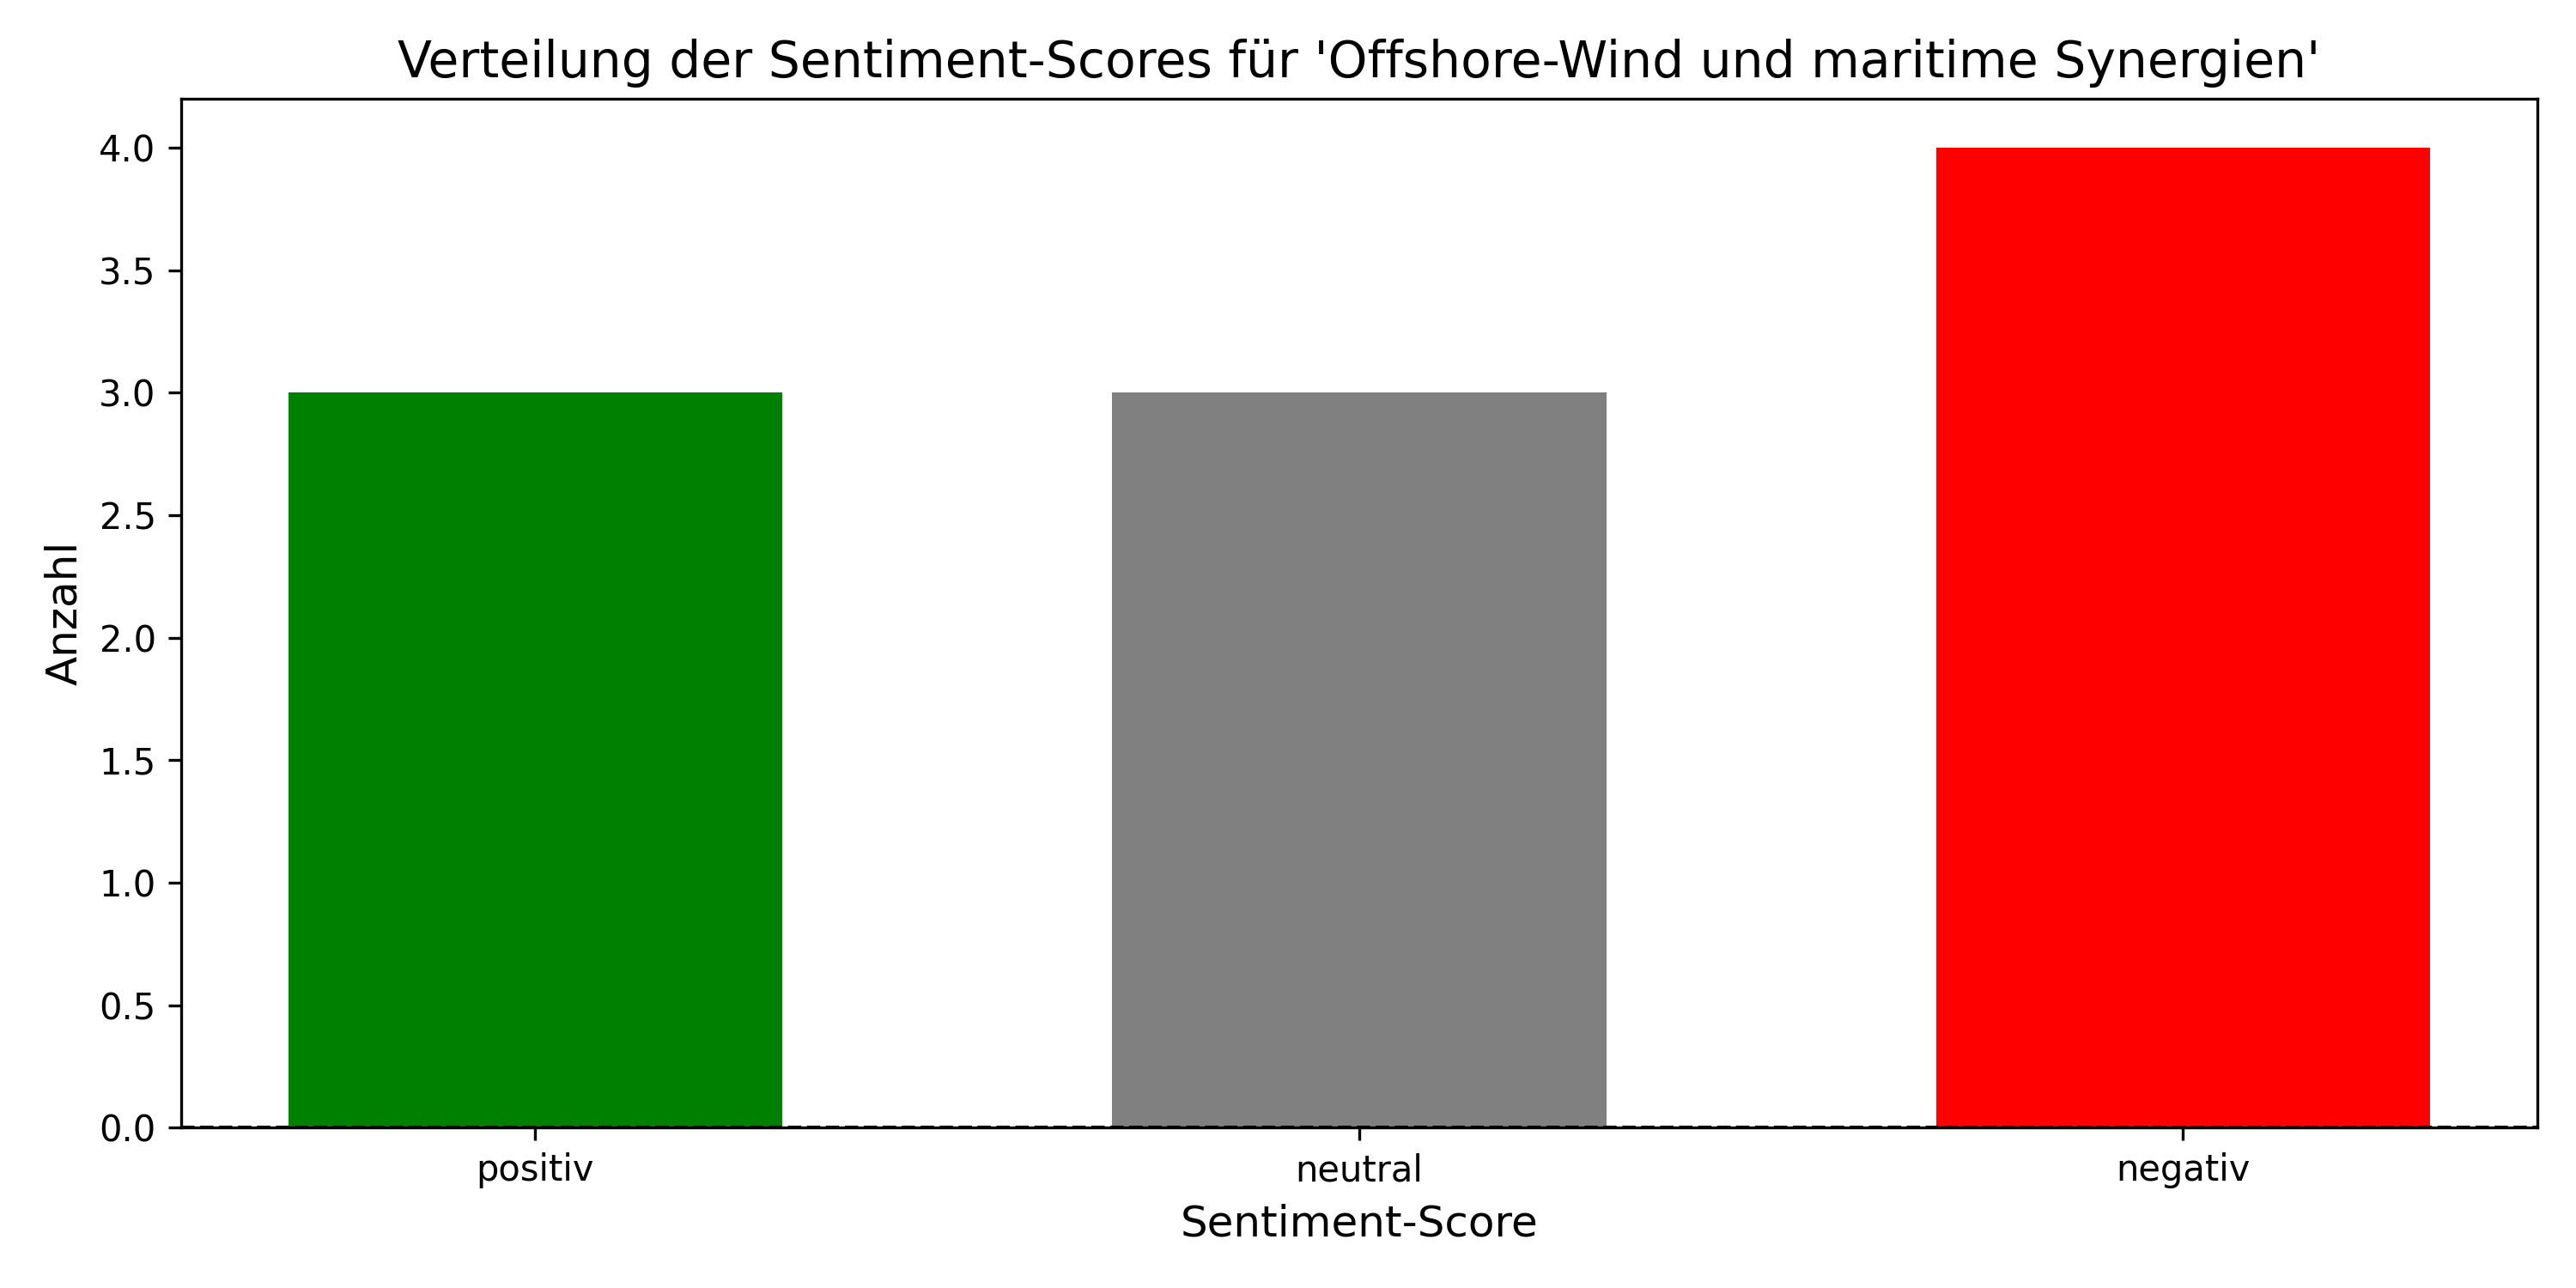 Verteilung der Sentiment-Scores für 'Offshore-Wind und maritime Synergien'
4.0
3.5
3.0
2.5
2.0
1.5
1.0
0.5
0.0
Anzahl
positiv
neutral
negativ
Sentiment-Score